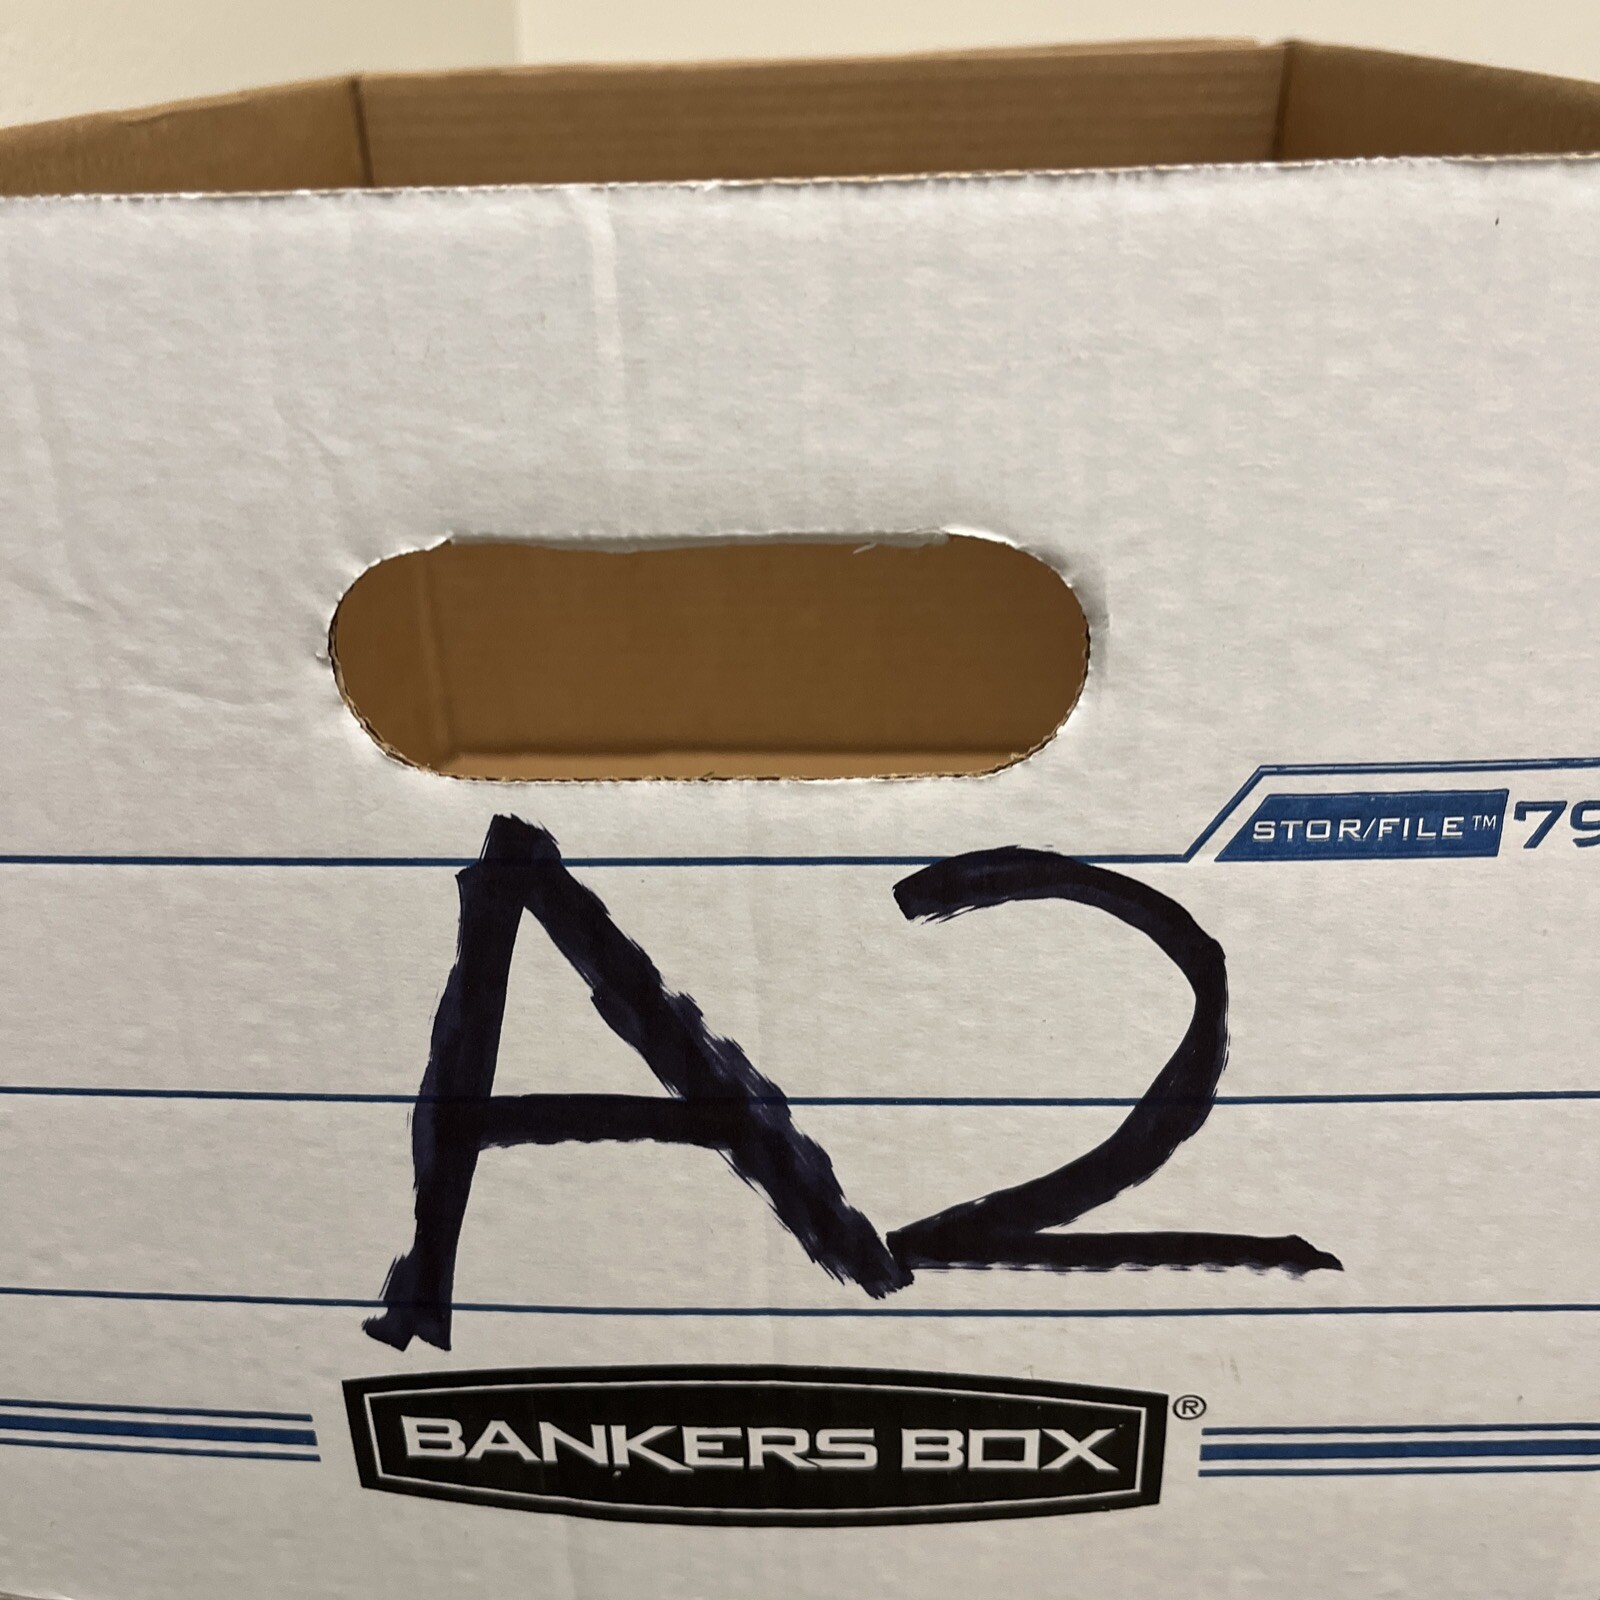 STOR/FILE™ 79
A2
BANKERS BOX®